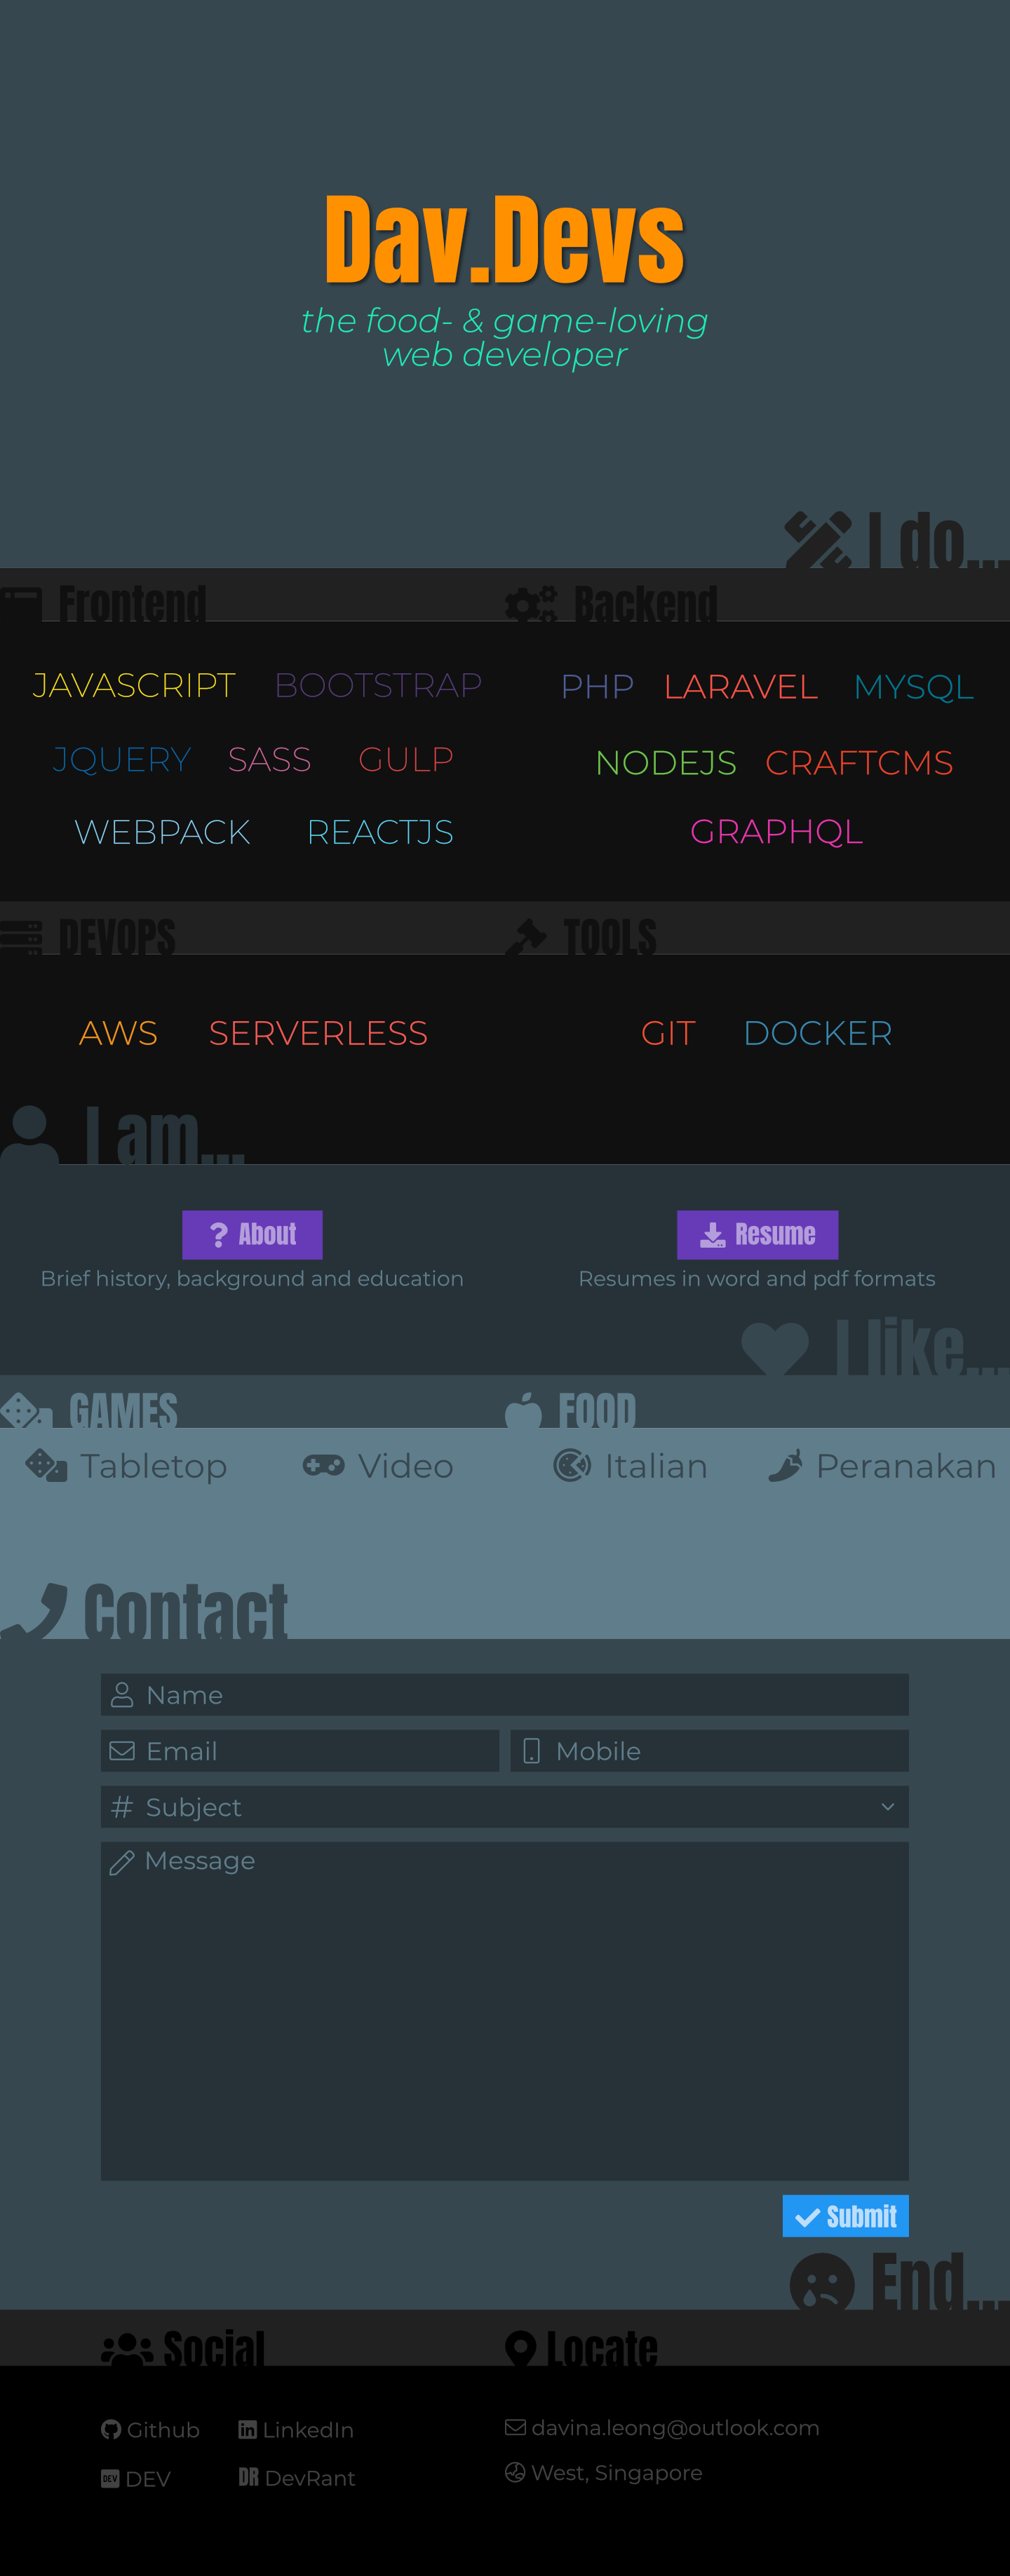 Dav.Devs
the food- & game-loving
web developer
I do...
Frontend
Backend
JAVASCRIPT BOOTSTRAP
PHP LARAVEL MYSQL
JQUERY SASS GULP
NODEJS CRAFTCMS
WEBPACK REACTJS
GRAPHQL
DEVOPS
TOOLS
AWS SERVERLESS
GIT DOCKER
I am...
? About
Resume
Brief history, background and education
Resumes in word and pdf formats
I like...
GAMES
FOOD
Tabletop Video
Italian Peranakan
Contact
Name
Email
Mobile
# Subject
Message
Submit
End...
Social
Locate
Github LinkedIn
davina.leong@outlook.com
DEV DEV
DR DevRant
West, Singapore